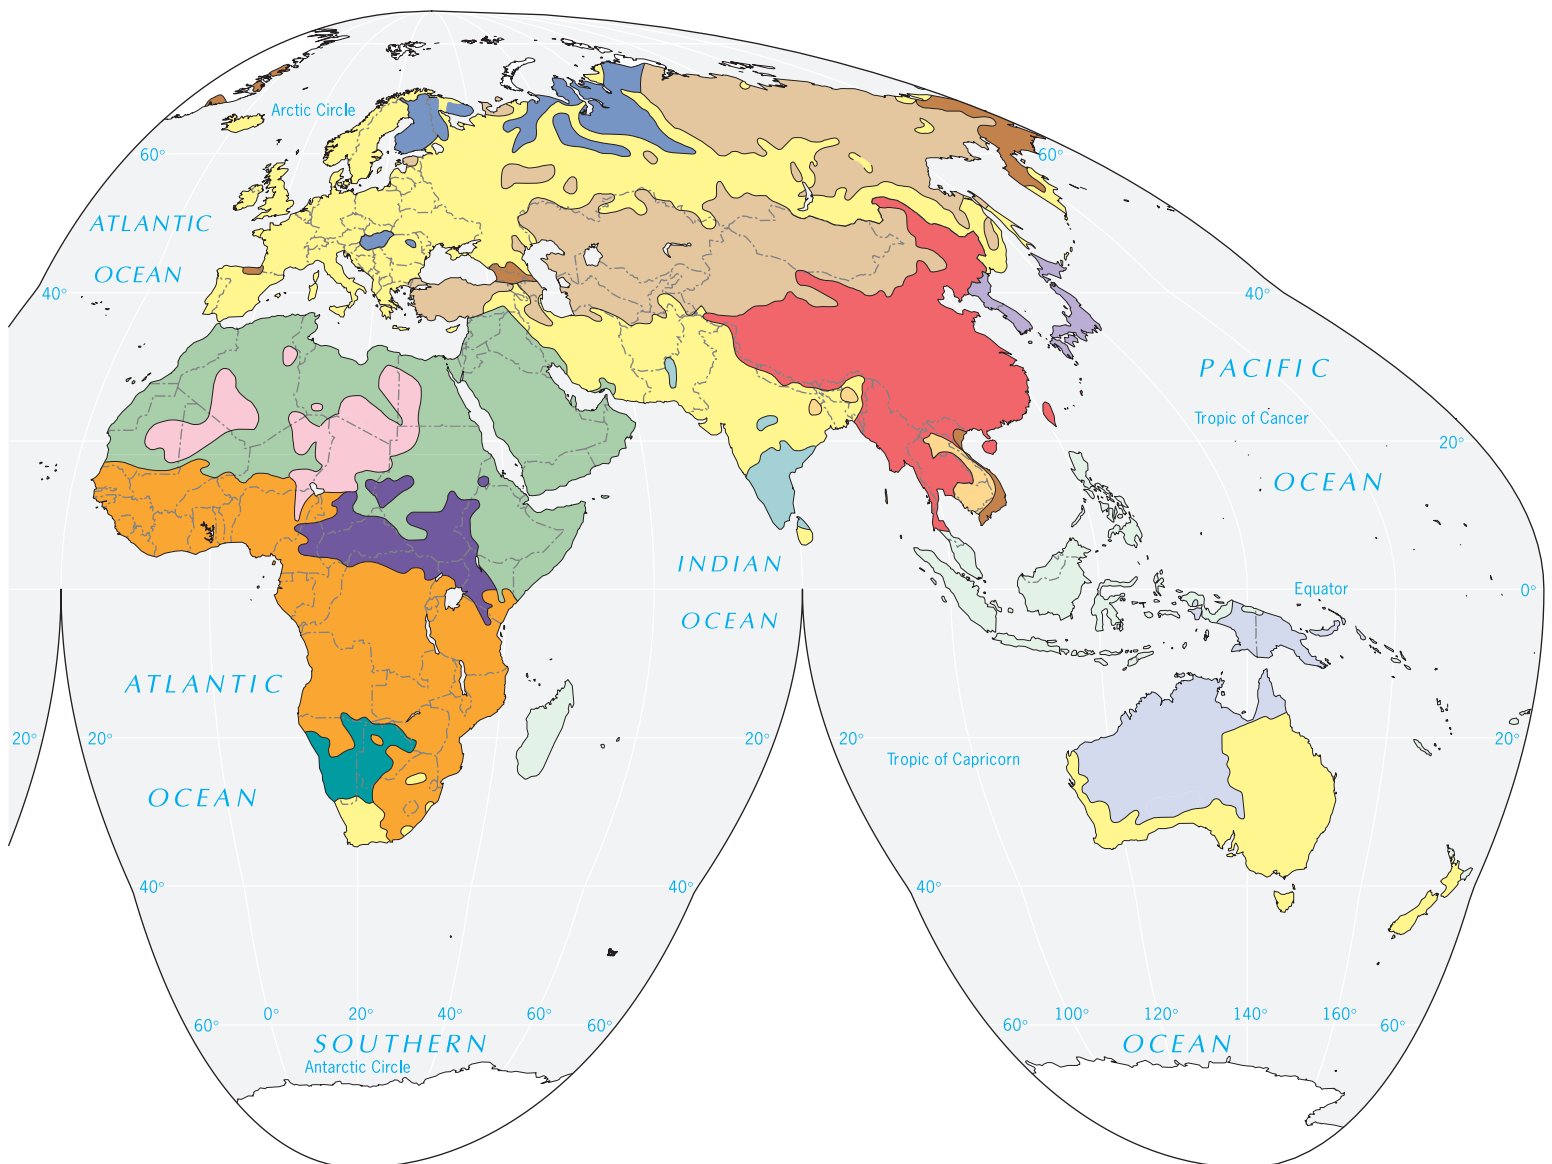 Arctic Circle
60°
60°
ATLANTIC
OCEAN
40°
40°
PACIFIC
Tropic of Cancer
20°
OCEAN
INDIAN
Equator
0°
OCEAN
ATLANTIC
20°
20°
20°
20°
20°
Tropic of Capricorn
OCEAN
40°
40°
40°
60°
0°
20°
40°
60°
60°
60°
100°
120°
140°
160°
60°
SOUTHERN
OCEAN
Antarctic Circle